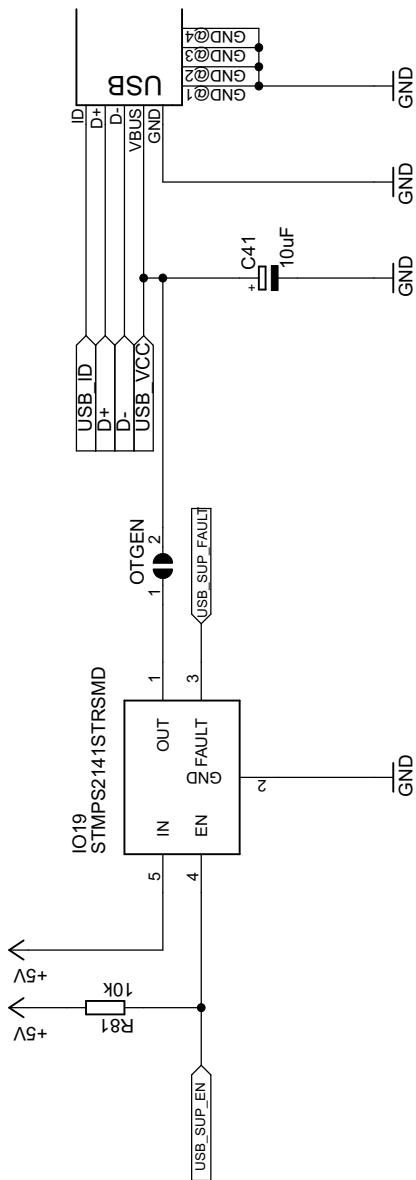 ID
D+
D-
VBUS
GND
USB
GND@4
GND@3
GND@2
GND@1
GND
GND
GND
C41
+
10uF
USB_ID
D+
D-
USB_VCC
OTGEN
1
2
USB_SUP_FAULT
IO19
STMPS2141STRSMD
1
3
OUT
FAULT
GND
IN
EN
5
4
2
GND
+5V
+5V
R81
10k
USB_SUP_EN